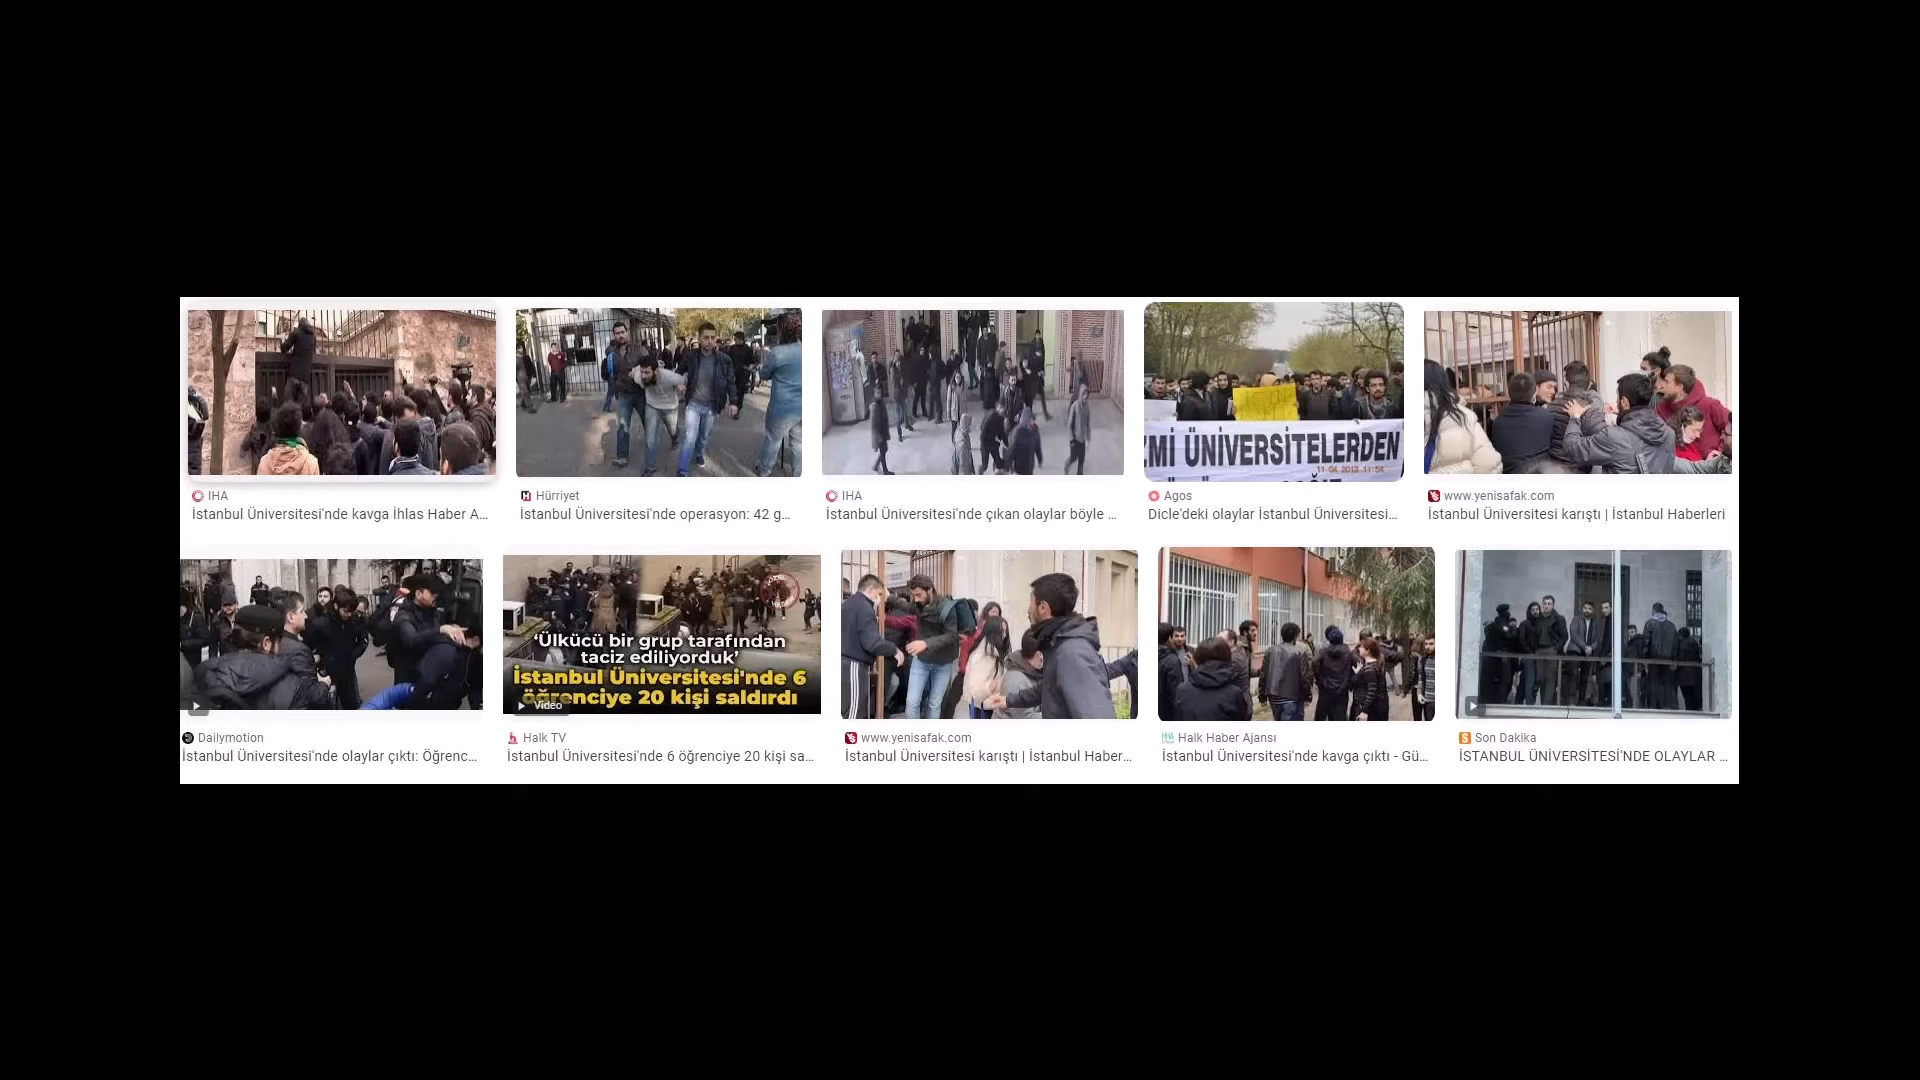 Mİ ÜNİVERSİTELERDEN
11 04 2013 11:54
IHA
Hürriyet
IHA
Agos
www.yenisafak.com
İstanbul Üniversitesi'nde kavga İhlas Haber A...
İstanbul Üniversitesi'nde operasyon: 42 g...
İstanbul Üniversitesi'nde çıkan olaylar böyle ...
Dicle'deki olaylar İstanbul Üniversitesi...
İstanbul Üniversitesi karıştı | İstanbul Haberleri
'Ülkücü bir grup tarafından
taciz ediliyorduk'
İstanbul Üniversitesi'nde 6
öğrenciye 20 kişi saldırdı
Video
Dailymotion
Halk TV
www.yenisafak.com
Halk Haber Ajansı
Son Dakika
İstanbul Üniversitesi'nde olaylar çıktı: Öğrenc...
İstanbul Üniversitesi'nde 6 öğrenciye 20 kişi sa...
İstanbul Üniversitesi karıştı | İstanbul Haber...
İstanbul Üniversitesi'nde kavga çıktı - Gü...
İSTANBUL ÜNİVERSİTESİ'NDE OLAYLAR ...